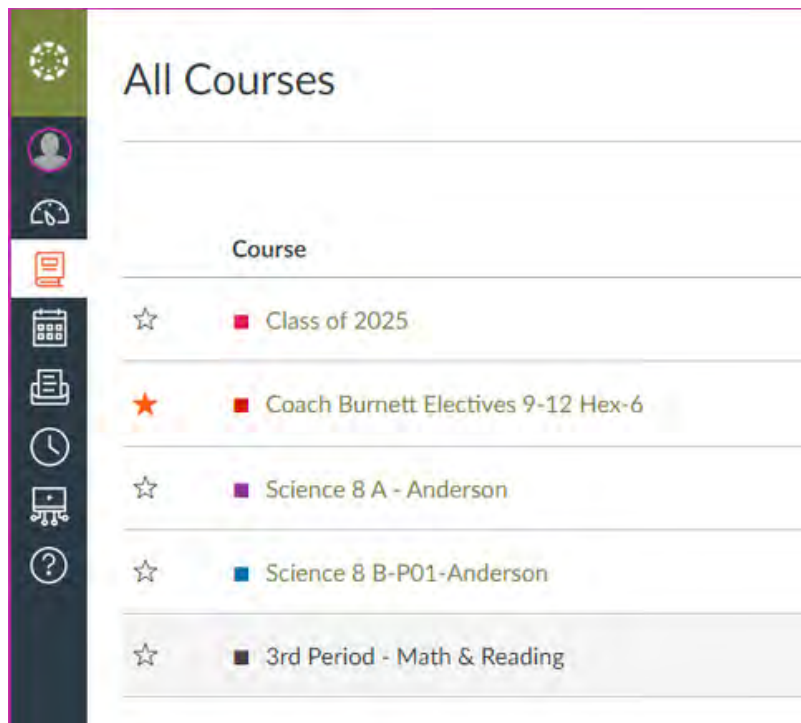 All Courses
Course
Class of 2025
Coach Burnett Electives 9-12 Hex-6
Science 8 A - Anderson
Science 8 B-P01-Anderson
3rd Period - Math & Reading